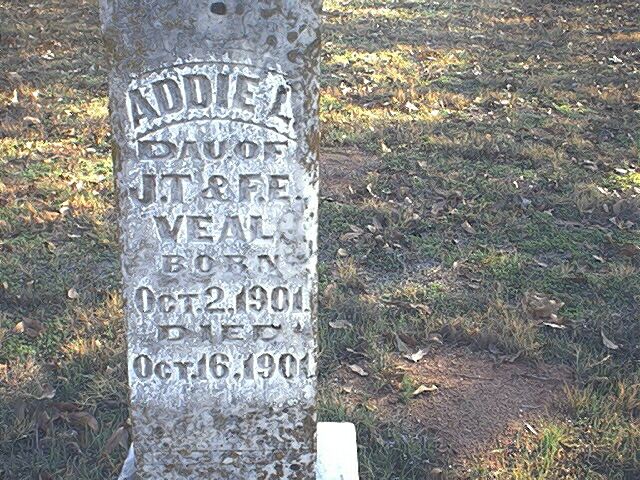 ADDIE L.
DAU OF
J.T & F.E.
VEAL
BORN
OCT. 2, 1901
DIED
OCT. 16, 1901.